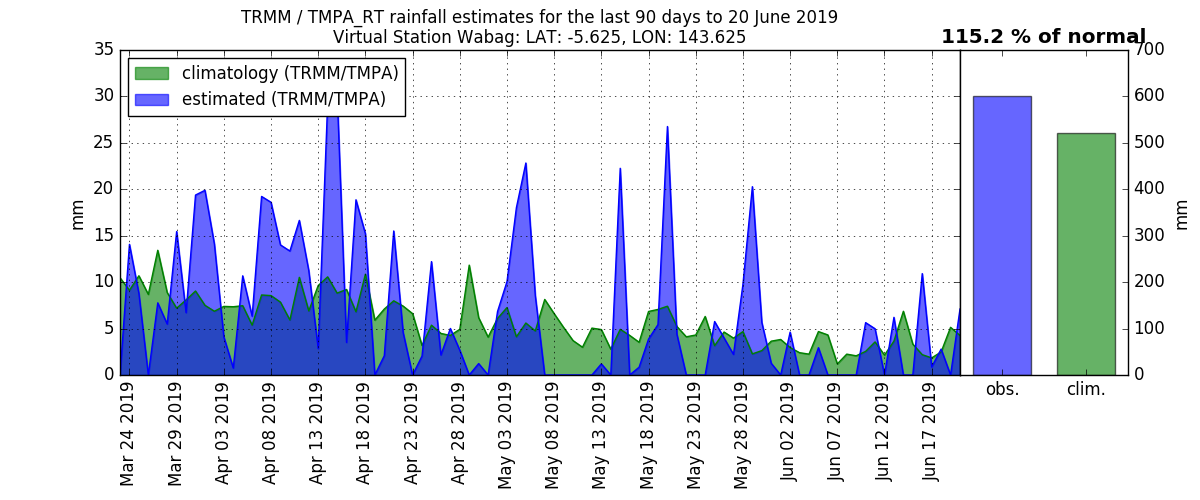 TRMM / TMPA_RT rainfall estimates for the last 90 days to 20 June 2019
Virtual Station Wabag: LAT: -5.625, LON: 143.625
115.2 % of normal
climatology (TRMM/TMPA)
estimated (TRMM/TMPA)
35
30
25
20
15
10
5
0
mm
Mar 24 2019
Mar 29 2019
Apr 03 2019
Apr 08 2019
Apr 13 2019
Apr 18 2019
Apr 23 2019
Apr 28 2019
May 03 2019
May 08 2019
May 13 2019
May 18 2019
May 23 2019
May 28 2019
Jun 02 2019
Jun 07 2019
Jun 12 2019
Jun 17 2019
obs.
clim.
700
600
500
400
300
200
100
0
mm